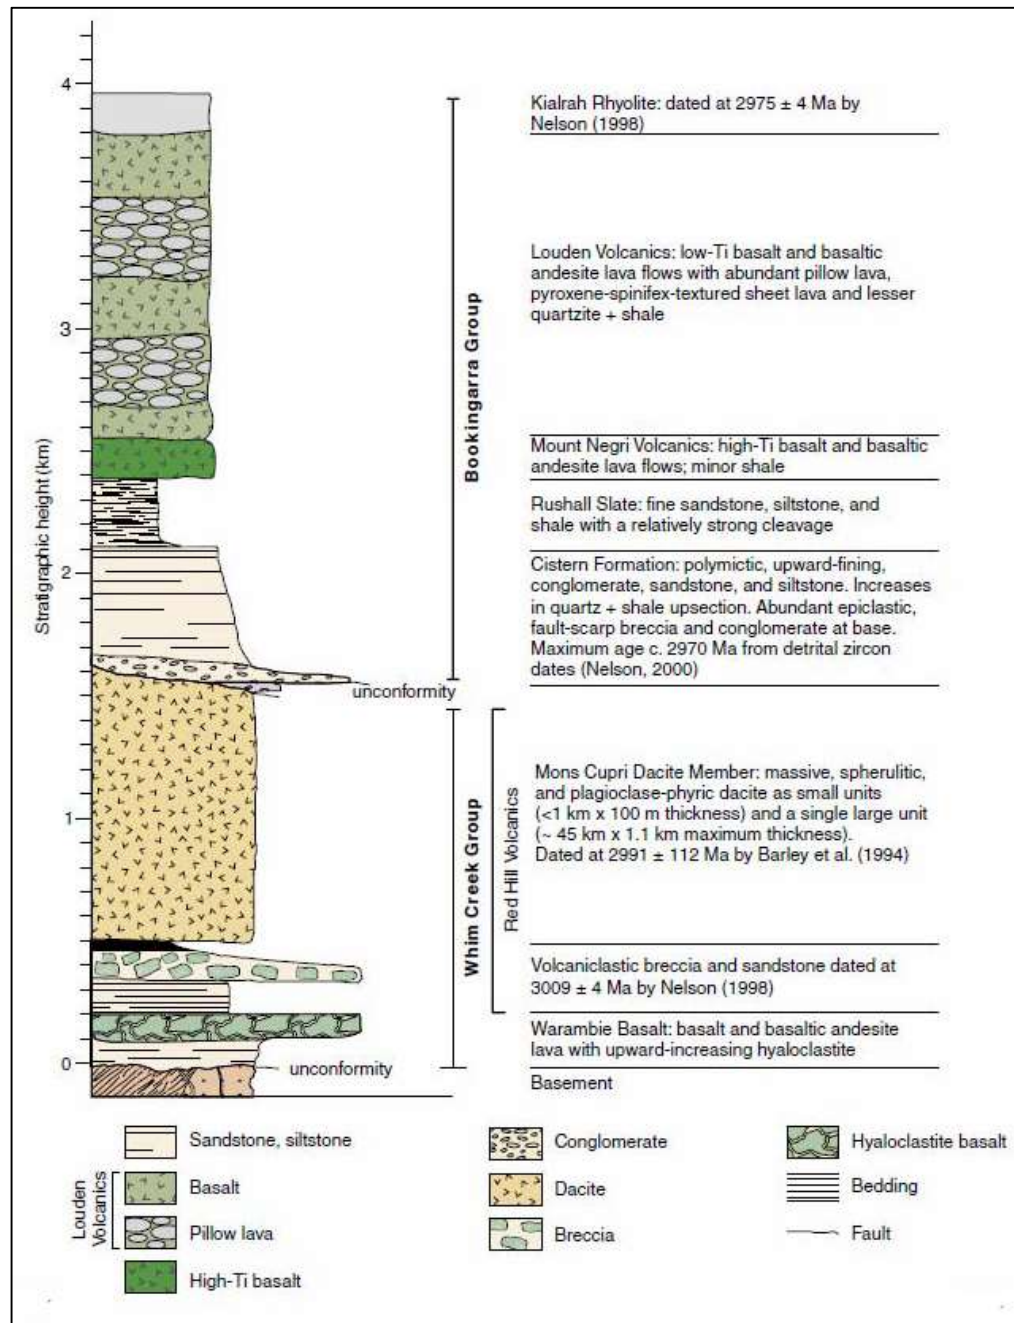 4
3
2
1
0
Stratigraphic height (km)
Bookingarra Group
Whim Creek Group
Red Hill Volcanics
unconformity
unconformity
Kialrah Rhyolite: dated at 2975 ± 4 Ma by
Nelson (1998)
Louden Volcanics: low-Ti basalt and basaltic
andesite lava flows with abundant pillow lava,
pyroxene-spinifex-textured sheet lava and lesser
quartzite + shale
Mount Negri Volcanics: high-Ti basalt and basaltic
andesite lava flows; minor shale
Rushall Slate: fine sandstone, siltstone, and
shale with a relatively strong cleavage
Cistern Formation: polymictic, upward-fining,
conglomerate, sandstone, and siltstone. Increases
in quartz + shale upsection. Abundant epiclastic,
fault-scarp breccia and conglomerate at base.
Maximum age c. 2970 Ma from detrital zircon
dates (Nelson, 2000)
Mons Cupri Dacite Member: massive, spherulitic,
and plagioclase-phyric dacite as small units
(<1 km x 100 m thickness) and a single large unit
(~ 45 km x 1.1 km maximum thickness).
Dated at 2991 ± 112 Ma by Barley et al. (1994)
Volcaniclastic breccia and sandstone dated at
3009 ± 4 Ma by Nelson (1998)
Warambie Basalt: basalt and basaltic andesite
lava with upward-increasing hyaloclastite
Basement
Sandstone, siltstone
Louden
Volcanics
Basalt
Pillow lava
High-Ti basalt
Conglomerate
Dacite
Breccia
Hyaloclastite basalt
Bedding
Fault